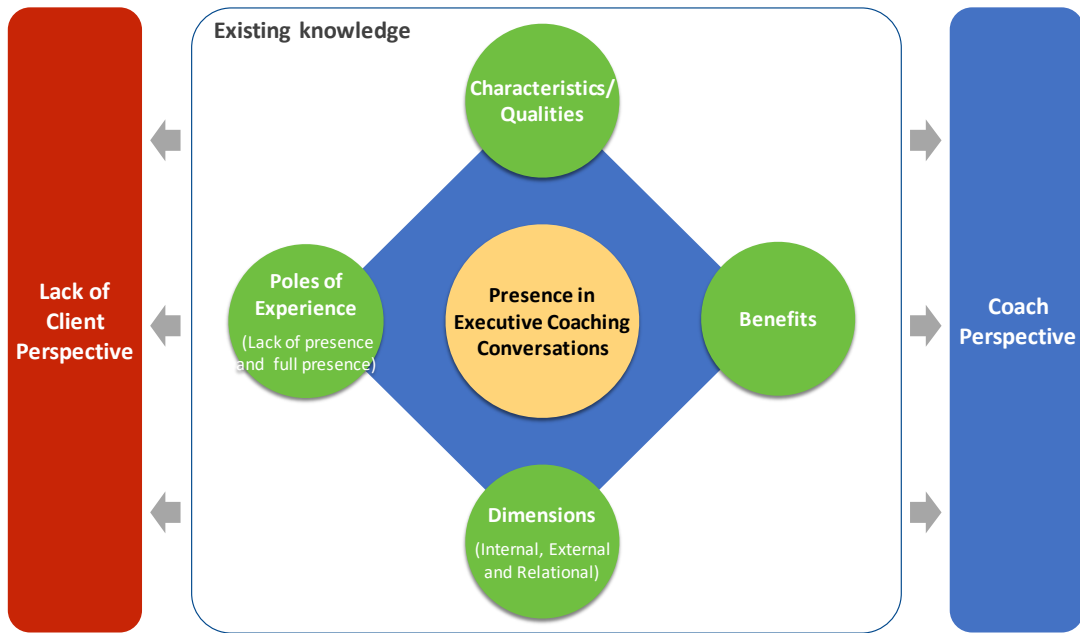 Existing knowledge
Characteristics/
Qualities
Lack of
Client
Perspective
Poles of
Experience
(Lack of presence
and full presence)
Presence in
Executive Coaching
Conversations
Benefits
Coach
Perspective
Dimensions
(Internal, External
and Relational)